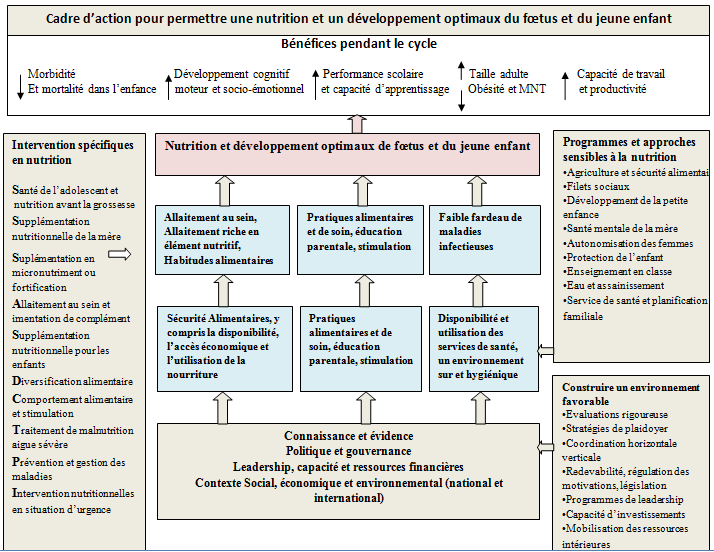 Cadre d'action pour permettre une nutrition et un développement optimaux du fœtus et du jeune enfant
Bénéfices pendant le cycle
Morbidité
Et mortalité dans l'enfance
Développement cognitif
moteur et socio-émotionnel
Performance scolaire
et capacité d'apprentissage
Taille adulte
Obésité et MNT
Capacité de travail
et productivité
Intervention spécifiques
en nutrition
Santé de l'adolescent et
nutrition avant la grossesse
Supplémentation
nutritionnelle de la mère
Suplémentation en
micronutriment ou
fortification
Allaitement au sein et
imentation de complément
Supplémentation
nutritionnelle pour les
enfants
Diversification alimentaire
Comportement alimentaire
et stimulation
Traitement de malnutrition
aigue sévère
Prévention et gestion des
maladies
Intervention nutritionnelles
en situation d'urgence
Nutrition et développement optimaux de fœtus et du jeune enfant
Allaitement au sein,
Allaitement riche en
élément nutritif,
Habitudes alimentaires
Pratiques alimentaires
et de soin, éducation
parentale, stimulation
Faible fardeau de
maladies
infectieuses
Sécurité Alimentaires, y
compris la disponibilité,
l'accès économique et
l'utilisation de la
nourriture
Pratiques
alimentaires et de
soin, éducation
parentale, stimulation
Disponibilité et
utilisation des
services de santé,
un environnement
sur et hygiénique
Connaissance et évidence
Politique et gouvernance
Leadership, capacité et ressources financières
Contexte Social, économique et environnemental (national et
international)
Programmes et approches
sensibles à la nutrition
•Agriculture et sécurité alimentai
•Filets sociaux
•Développement de la petite
enfance
•Santé mentale de la mère
•Autonomisation des femmes
•Protection de l'enfant
•Enseignement en classe
•Eau et assainissement
•Service de santé et planification
familiale
Construire un environnement
favorable
•Evaluations rigoureuse
•Stratégies de plaidoyer
•Coordination horizontale
verticale
•Redevabilité, régulation des
motivations, législation
•Programmes de leadership
•Capacité d'investissements
•Mobilisation des ressources
intérieures